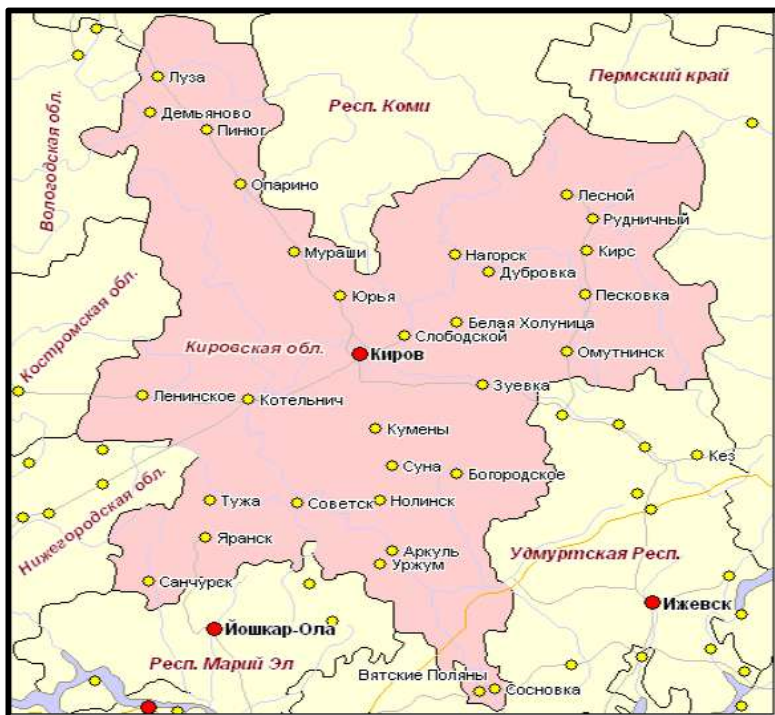 Луза
Пермский край
Демьяново
Респ. Коми
Пинюг
Вологодская обл.
Опарино
Лесной
Рудничный
Мураши
Нагорск
Кирс
Дубровка
Юрья
Песковка
Костромская обл.
Белая Холуница
Слободской
Кировская обл.
Киров
Омутнинск
Зуевка
Ленинское
Котельнич
Кумены
Кез
Суна
Богородское
Нижегородская обл.
Тужа
Советск
Нолинск
Яранск
Аркуль
Удмуртская Респ.
Уржум
Санчурск
Ижевск
Йошкар-Ола
Респ. Марий Эл
Вятские Поляны
Сосновка